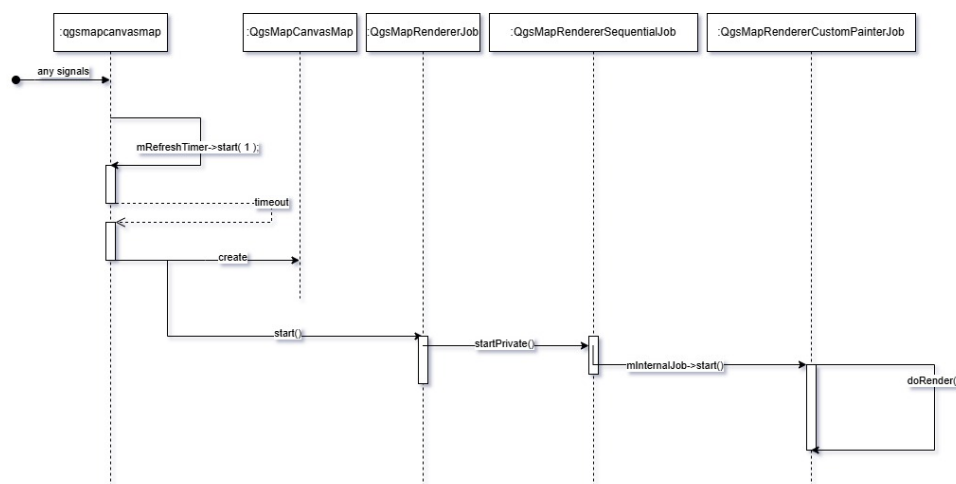 :qgsmapcanvasmap
:QgsMapCanvasMap
:QgsMapRendererJob
:QgsMapRendererSequentialJob
:QgsMapRendererCustomPainterJob
any signals
mRefreshTimer->start( 1 );
timeout
create
start()
startPrivate()
mInternalJob->start()
doRender(